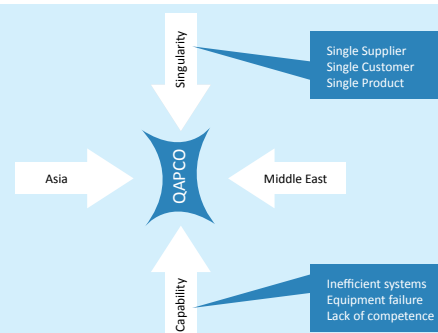 Singularity
Single Supplier
Single Customer
Single Product
Asia
QAPCO
Middle East
Capability
Inefficient systems
Equipment failure
Lack of competence